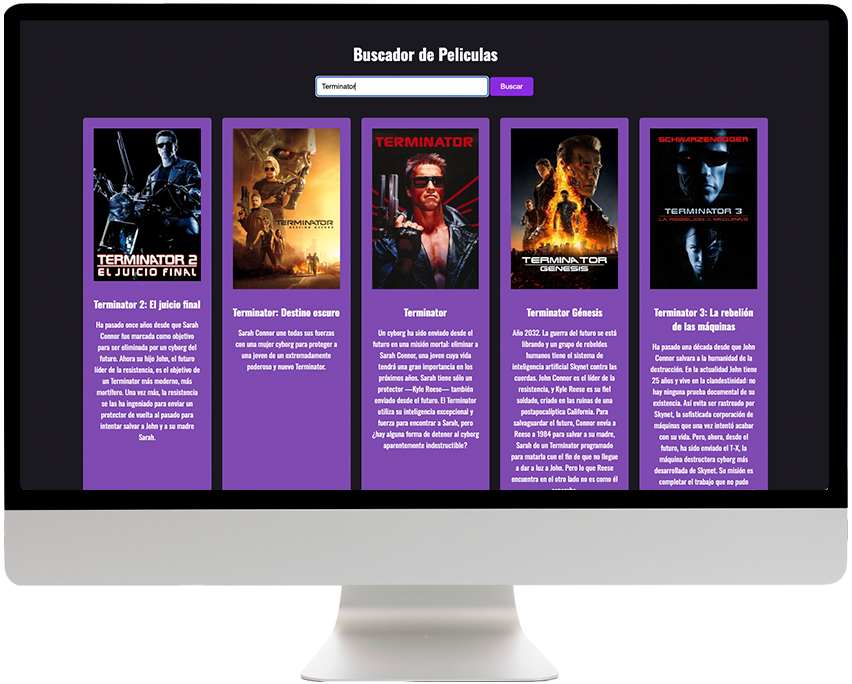 Buscador de Peliculas
Terminator
Buscar
TERMINATOR 2
EL JUICIO FINAL
Terminator 2: El juicio final
Ha pasado once años desde que Sarah
Connor fue marcada como objetivo
para ser eliminada por un cyborg del
futuro. Ahora su hijo John, el futuro
líder de la resistencia, es el objetivo de
un Terminator más moderno, más
mortífero. Una vez más, la resistencia
se las ha ingeniado para enviar un
protector de vuelta al pasado para
intentar salvar a John y a su madre
Sarah.
TERMINATOR
DESTINO OSCURO
Terminator: Destino oscuro
Sarah Connor une todas sus fuerzas
con una mujer cyborg para proteger a
una joven de un extremadamente
poderoso y nuevo Terminator.
TERMINATOR
Terminator
Un cyborg ha sido enviado desde el
futuro en una misión mortal: eliminar a
Sarah Connor, una joven cuya vida
tendrá una gran importancia en los
próximos años. Sarah tiene sólo un
protector —Kyle Reese— también
enviado desde el futuro. El Terminator
utiliza su inteligencia excepcional y
fuerza para encontrar a Sarah, pero
¿hay alguna forma de detener al cyborg
aparentemente indestructible?
TERMINATOR
GENESIS
Terminator Génesis
Año 2032. La guerra del futuro se está
librando y un grupo de rebeldes
humanos tiene el sistema de
inteligencia artificial Skynet contra las
cuerdas. John Connor es el líder de la
resistencia, y Kyle Reese es su fiel
soldado, criado en las ruinas de una
postapocalíptica California. Para
salvaguardar el futuro, Connor envía a
Reese a 1984 para salvar a su madre,
Sarah de un Terminator programado
para matarla con el fin de que no llegue
a dar a luz a John. Pero lo que Reese
encuentra en el otro lado no es como él
SCHWARZENEGGER
TERMINATOR 3
LA REBELION DE LAS MAQUINAS
Terminator 3: La rebelión
de las máquinas
Ha pasado una década desde que John
Connor salvara a la humanidad de la
destrucción. En la actualidad John tiene
25 años y vive en la clandestinidad: no
hay ninguna prueba documental de su
existencia. Así evita ser rastreado por
Skynet, la sofisticada corporación de
máquinas que una vez intentó acabar
con su vida. Pero, ahora, desde el
futuro, ha sido enviado el T-X, la
máquina destructora cyborg más
desarrollada de Skynet. Su misión es
completar el trabajo que no pudo